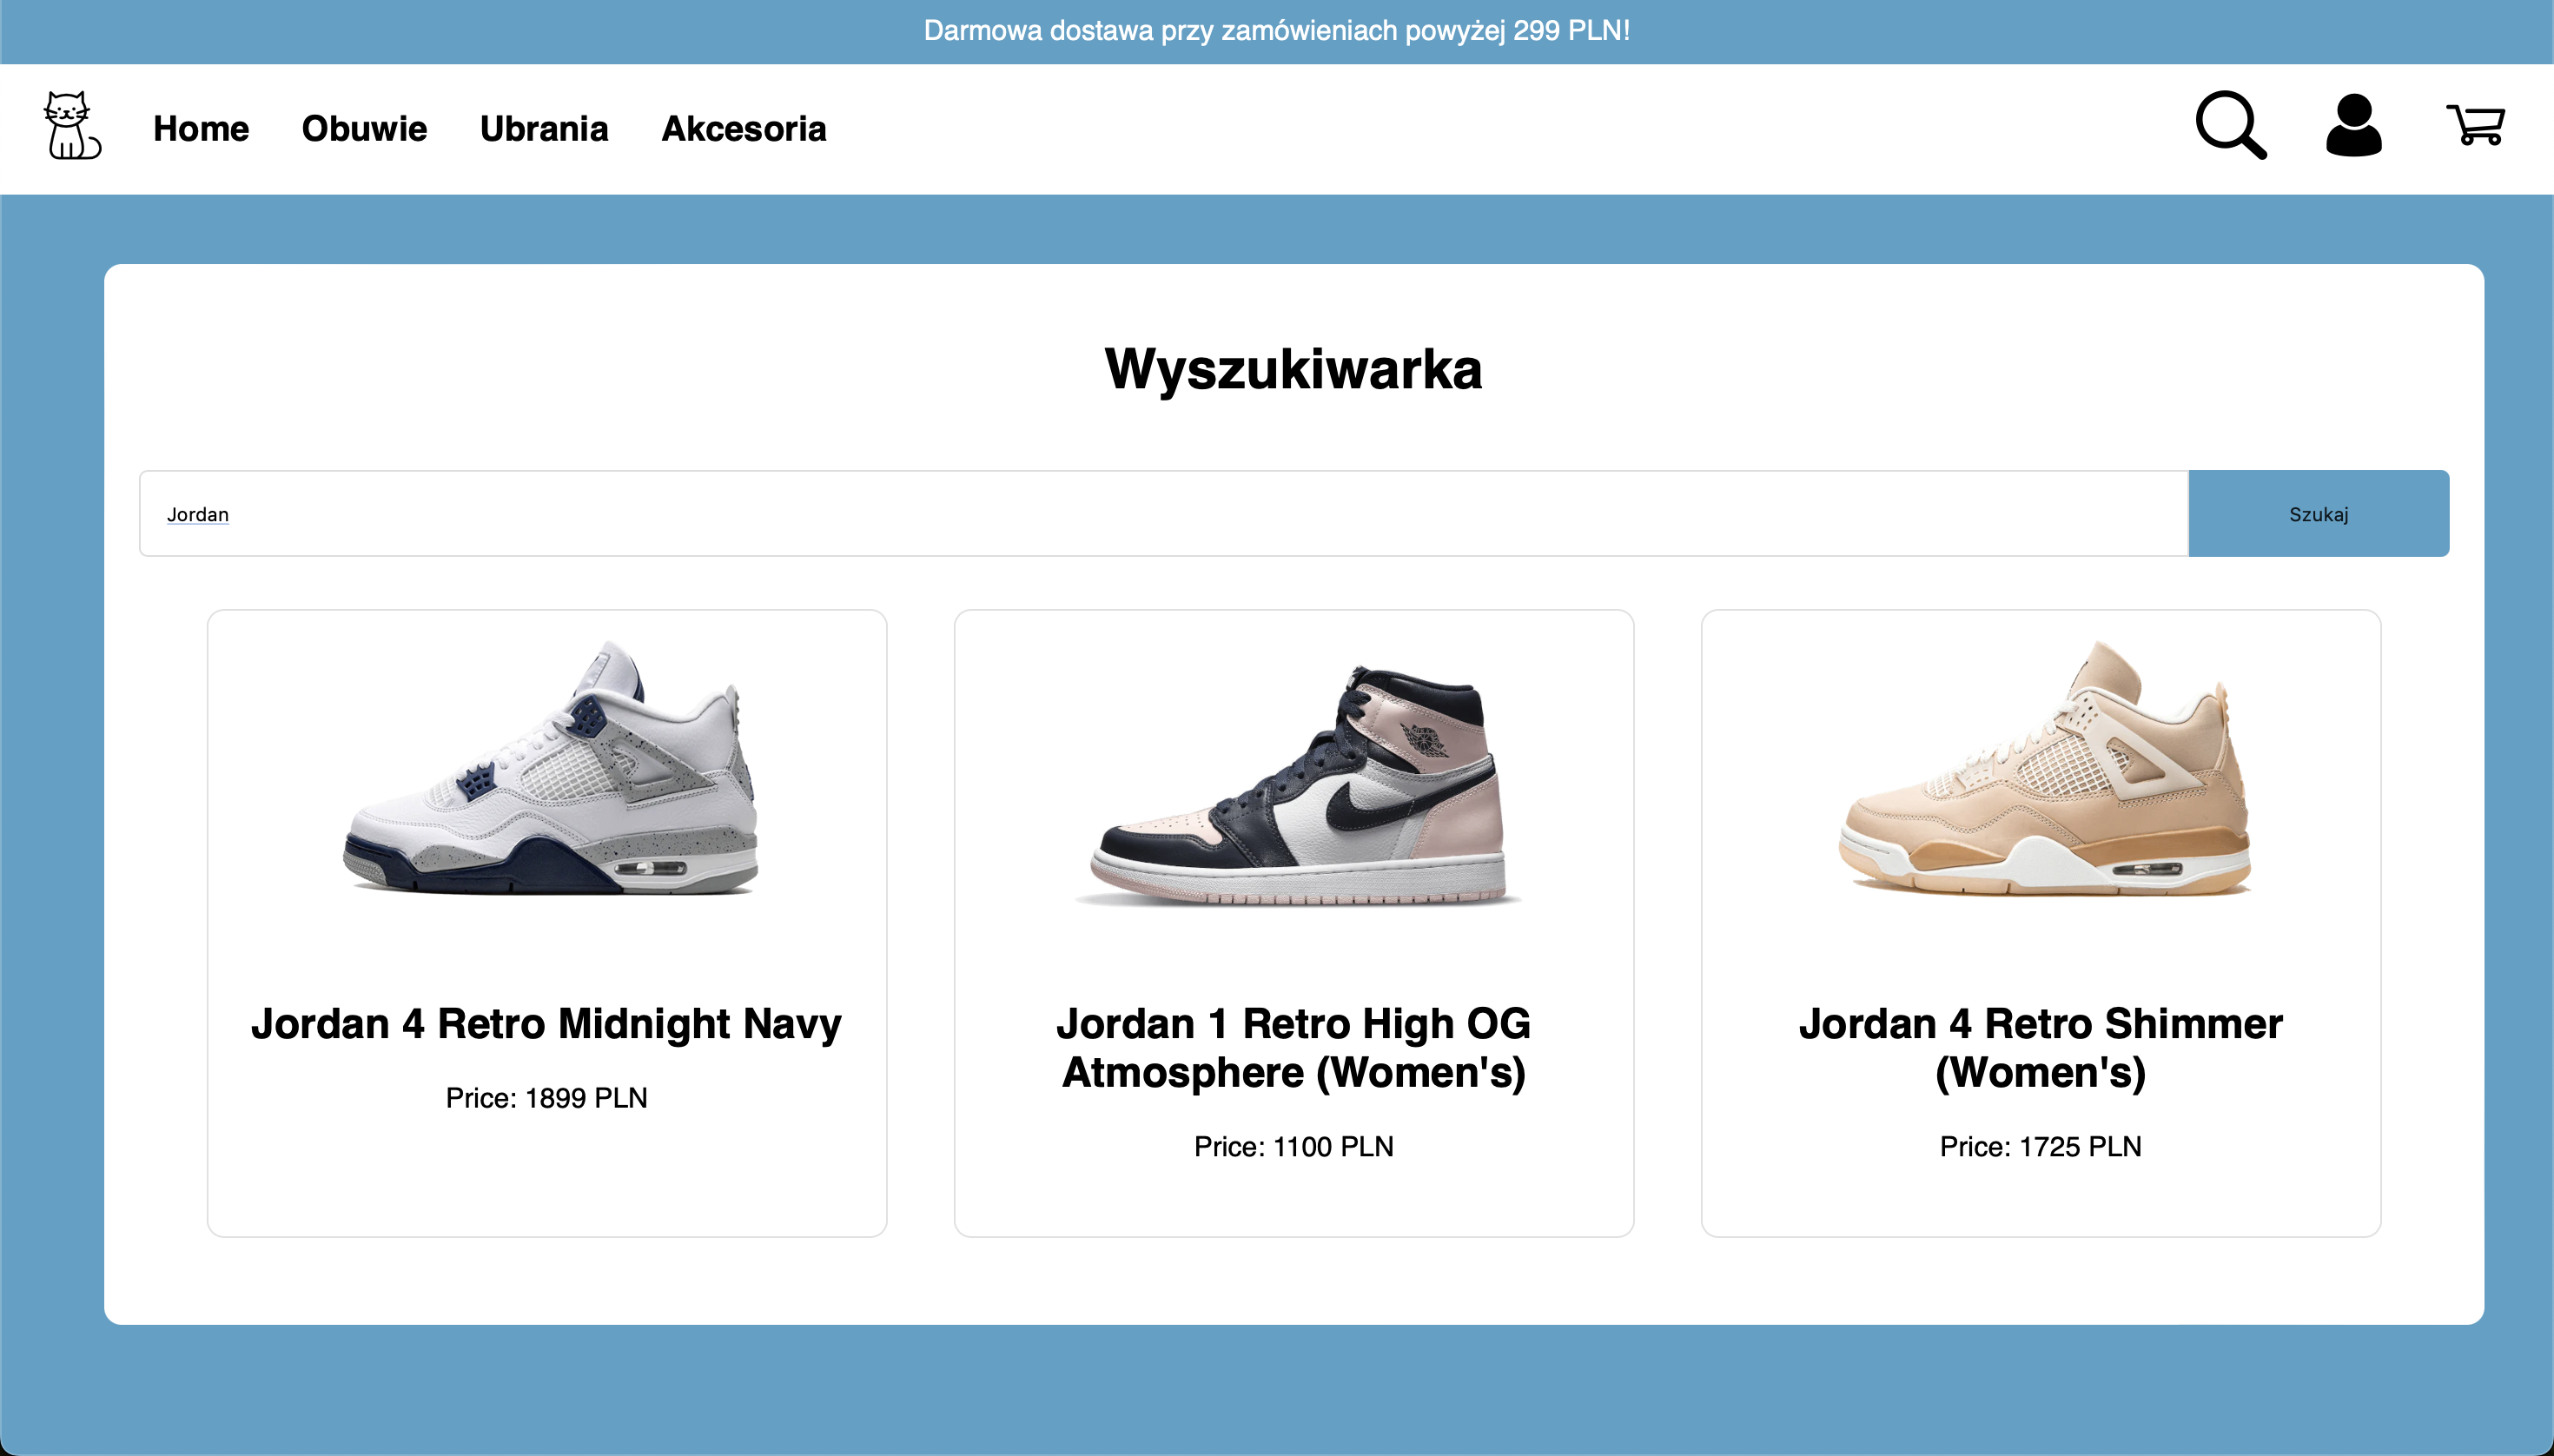 Darmowa dostawa przy zamówieniach powyżej 299 PLN!
Home Obuwie Ubrania Akcesoria
Wyszukiwarka
Jordan Szukaj
Jordan 4 Retro Midnight Navy
Price: 1899 PLN
Jordan 1 Retro High OG
Atmosphere (Women's)
Price: 1100 PLN
Jordan 4 Retro Shimmer
(Women's)
Price: 1725 PLN